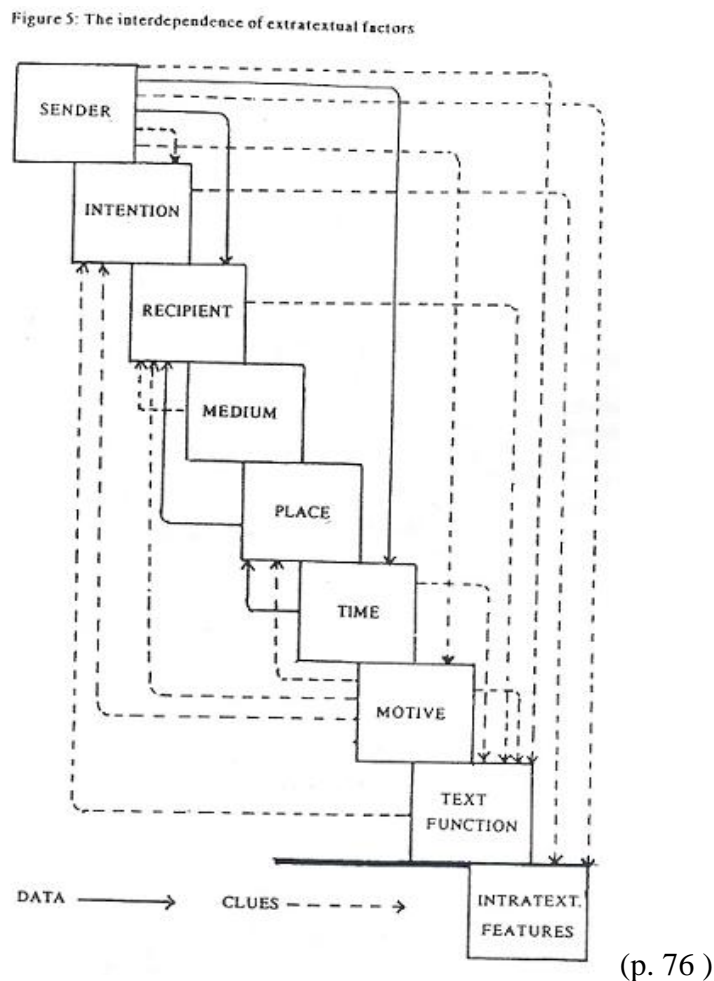 Figure 5: The interdependence of extratextual factors
SENDER
INTENTION
RECIPIENT
MEDIUM
PLACE
TIME
MOTIVE
TEXT
FUNCTION
INTRATEXT.
FEATURES
DATA
CLUES
(p. 76 )